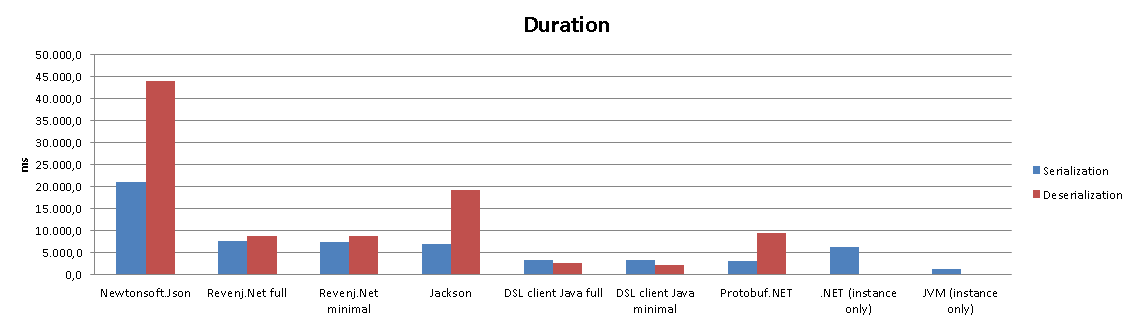 Duration
50.000,0
45.000,0
40.000,0
35.000,0
30.000,0
25.000,0
20.000,0
15.000,0
10.000,0
5.000,0
0,0
ms
Newtonsoft.Json
Revenj.Net full
Revenj.Net
minimal
Jackson
DSL client Java full
DSL client Java
minimal
Protobuf.NET
.NET (instance
only)
JVM (instance
only)
Serialization
Deserialization